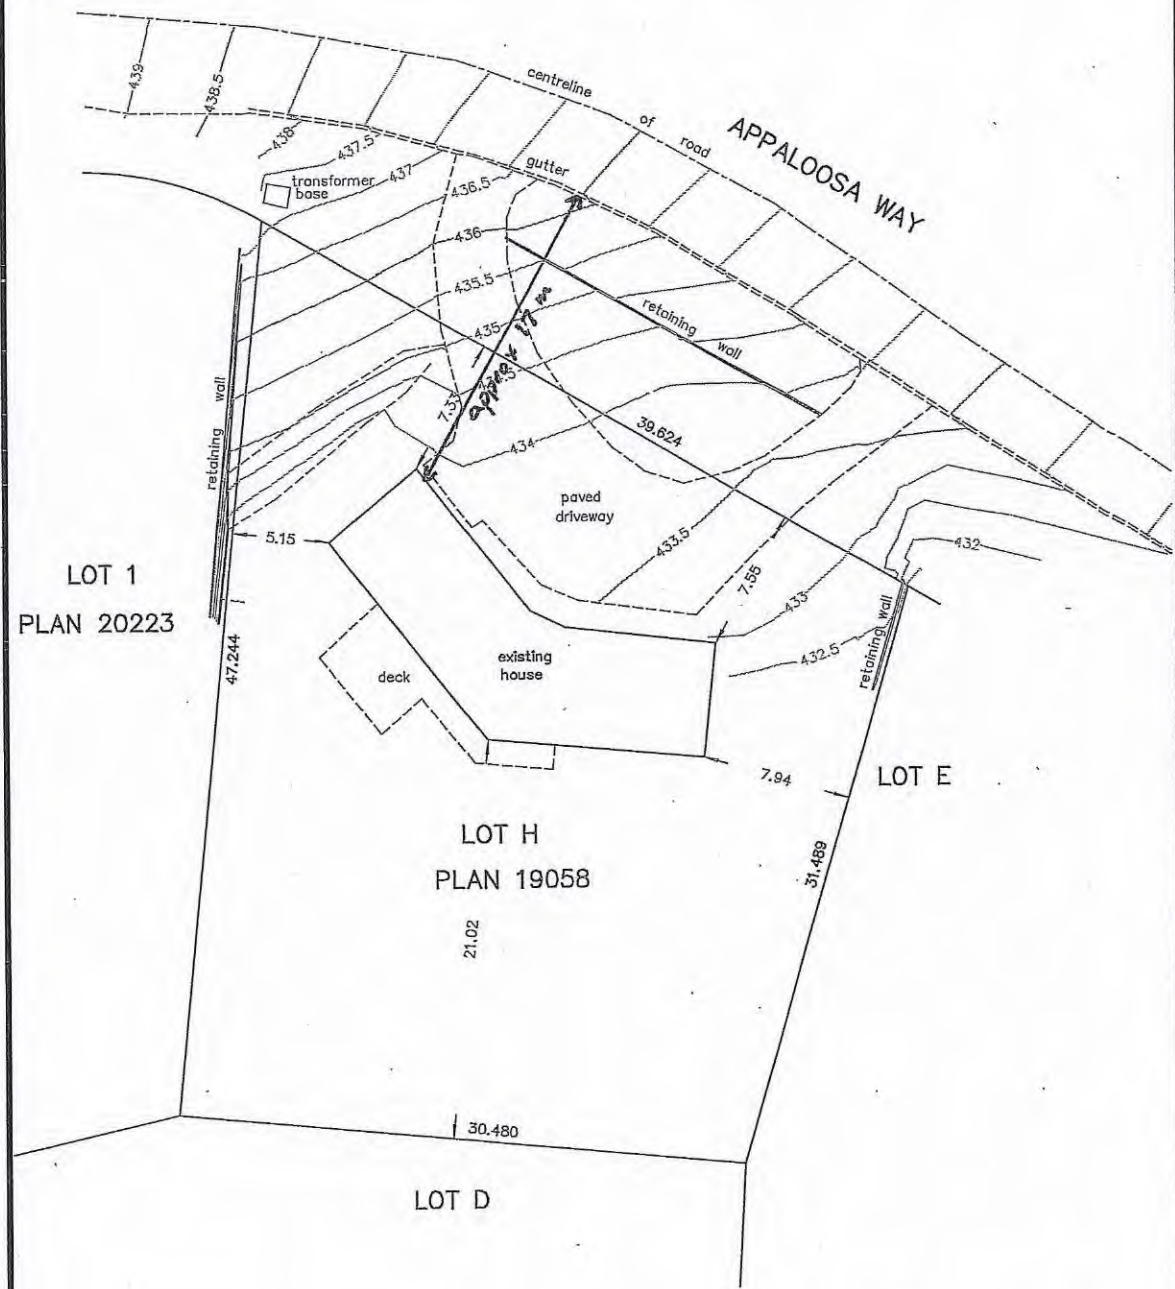 439
438.5
438
437.5
437
436.5
436
435.5
435
434
433.5
433
432.5
432
centreline
of
road
APPALOOSA WAY
gutter
transformer
base
retaining wall
approx 17 m
7.33
39.624
retaining wall
paved
driveway
5.15
7.55
LOT 1
PLAN 20223
47.244
existing
house
deck
retaining wall
7.94
LOT E
LOT H
PLAN 19058
31.489
21.02
30.480
LOT D